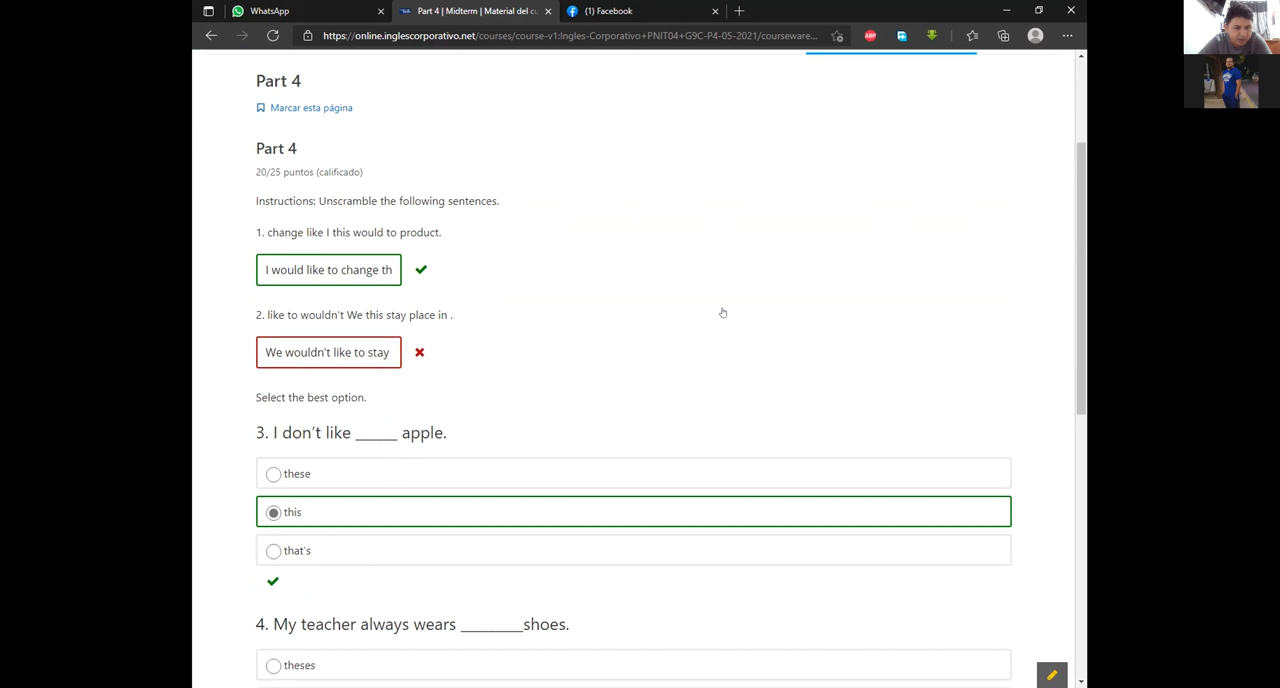 WhatsApp
Part 4 | Midterm | Material del cu
(1) Facebook
https://online.inglescorporativo.net/courses/course-v1:Ingles-Corporativo+PNIT04+G9C-P4-05-2021/courseware...
ABP
Part 4
Marcar esta página
Part 4
20/25 puntos (calificado)
Instructions: Unscramble the following sentences.
1. change like I this would to product.
I would like to change th
2. like to wouldn't We this stay place in .
We wouldn't like to stay
Select the best option.
3. I don't like ______ apple.
these
this
that's
4. My teacher always wears ________shoes.
theses